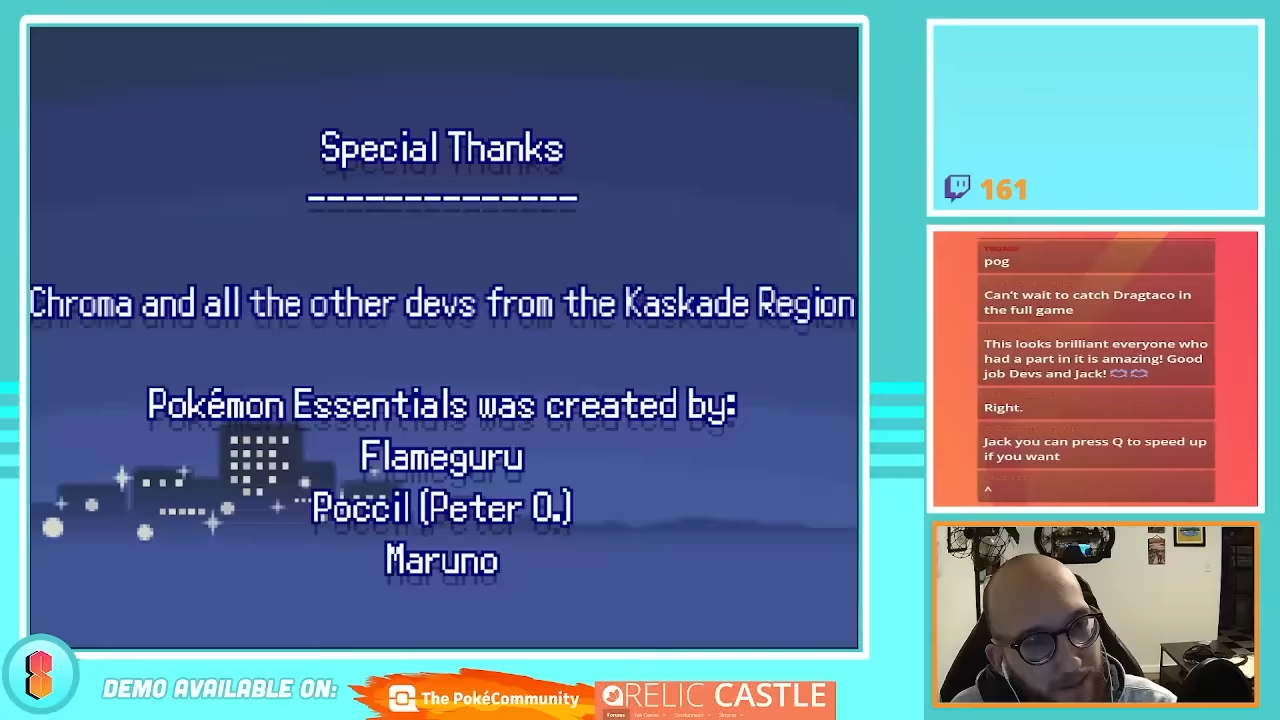 Special Thanks
--------------
Chroma and all the other devs from the Kaskade Region
Pokémon Essentials was created by:
Flameguru
Poccil (Peter O.)
Maruno
161
pog
Can't wait to catch Dragtaco in
the full game
This looks brilliant everyone who
had a part in it is amazing! Good
job Devs and Jack!
Right.
Jack you can press Q to speed up
if you want
^
DEMO AVAILABLE ON:
The PokéCommunity
RELIC CASTLE
Forums